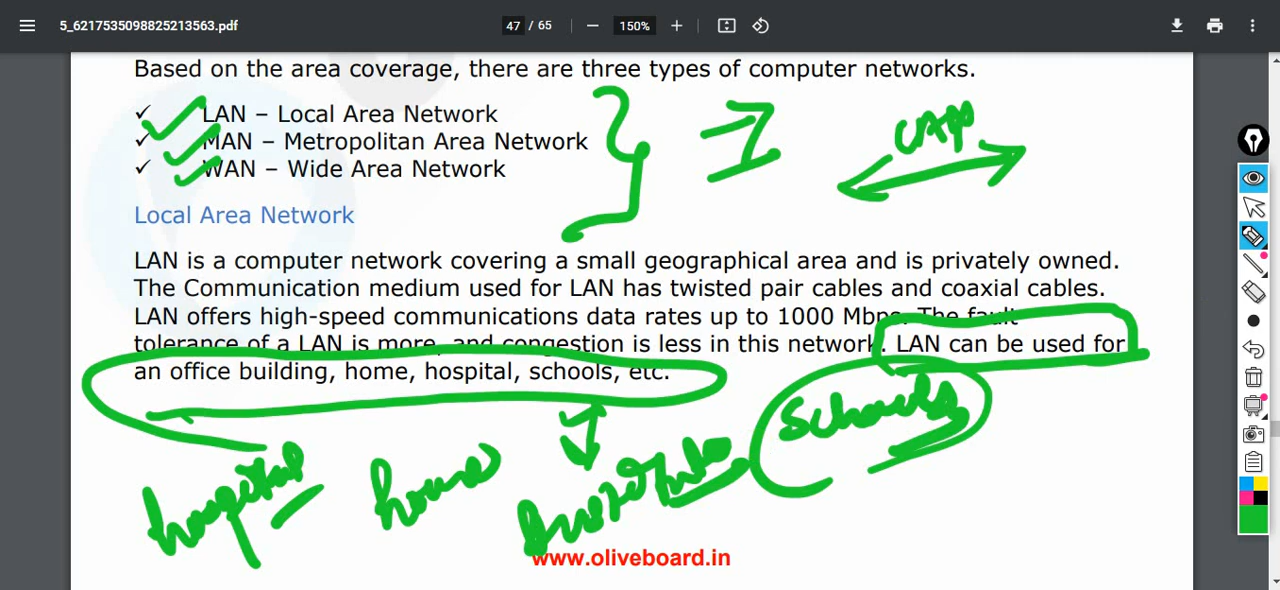 5_6217535098825213563.pdf
47 / 65
150%
Based on the area coverage, there are three types of computer networks.
✓ LAN – Local Area Network
✓ MAN – Metropolitan Area Network
✓ WAN – Wide Area Network
Local Area Network
LAN is a computer network covering a small geographical area and is privately owned.
The Communication medium used for LAN has twisted pair cables and coaxial cables.
LAN offers high-speed communications data rates up to 1000 Mbps. The fault
tolerance of a LAN is more, and congestion is less in this network. LAN can be used for
an office building, home, hospital, schools, etc.
Schools
hospital
www.oliveboard.in